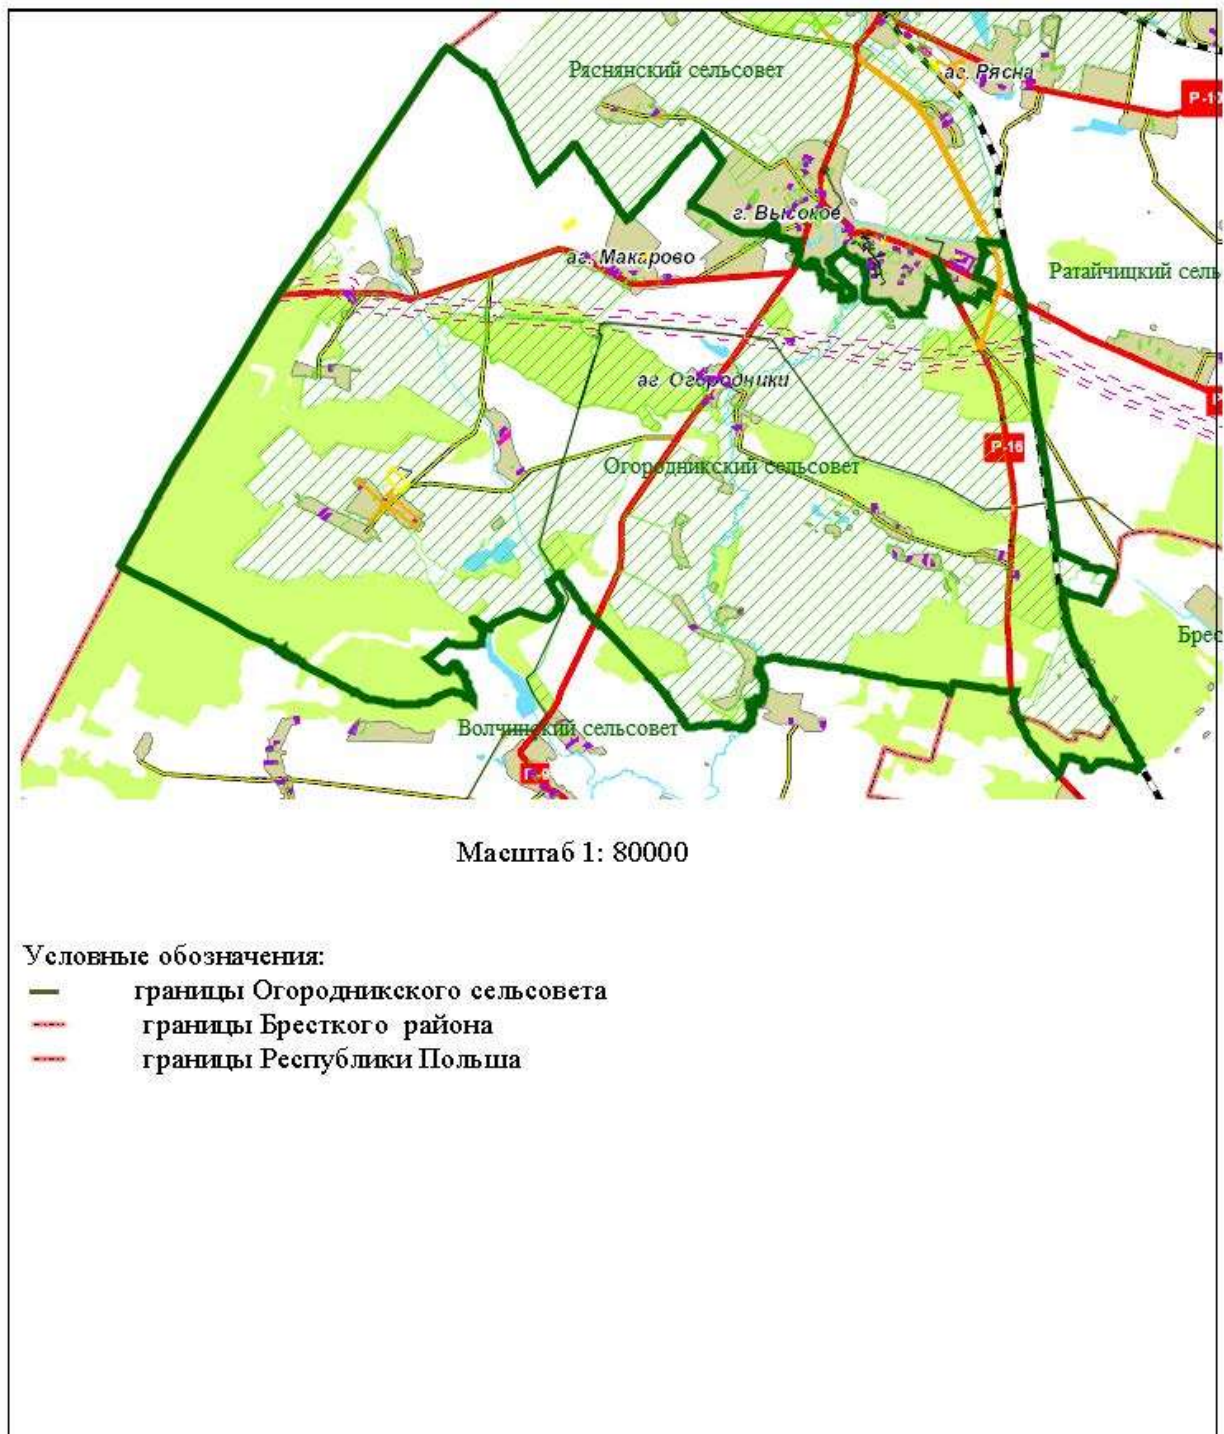 Ряснянский сельсовет
аг. Рясна
Р-1
г. Высокое
аг. Макарово
Ратайчицкий сель
аг. Огородники
Р-16
Огородникский сельсовет
Брес
Волчинский сельсовет
Масштаб 1: 80000
Условные обозначения:
границы Огородникского сельсовета
границы Бресткого района
границы Республики Польша